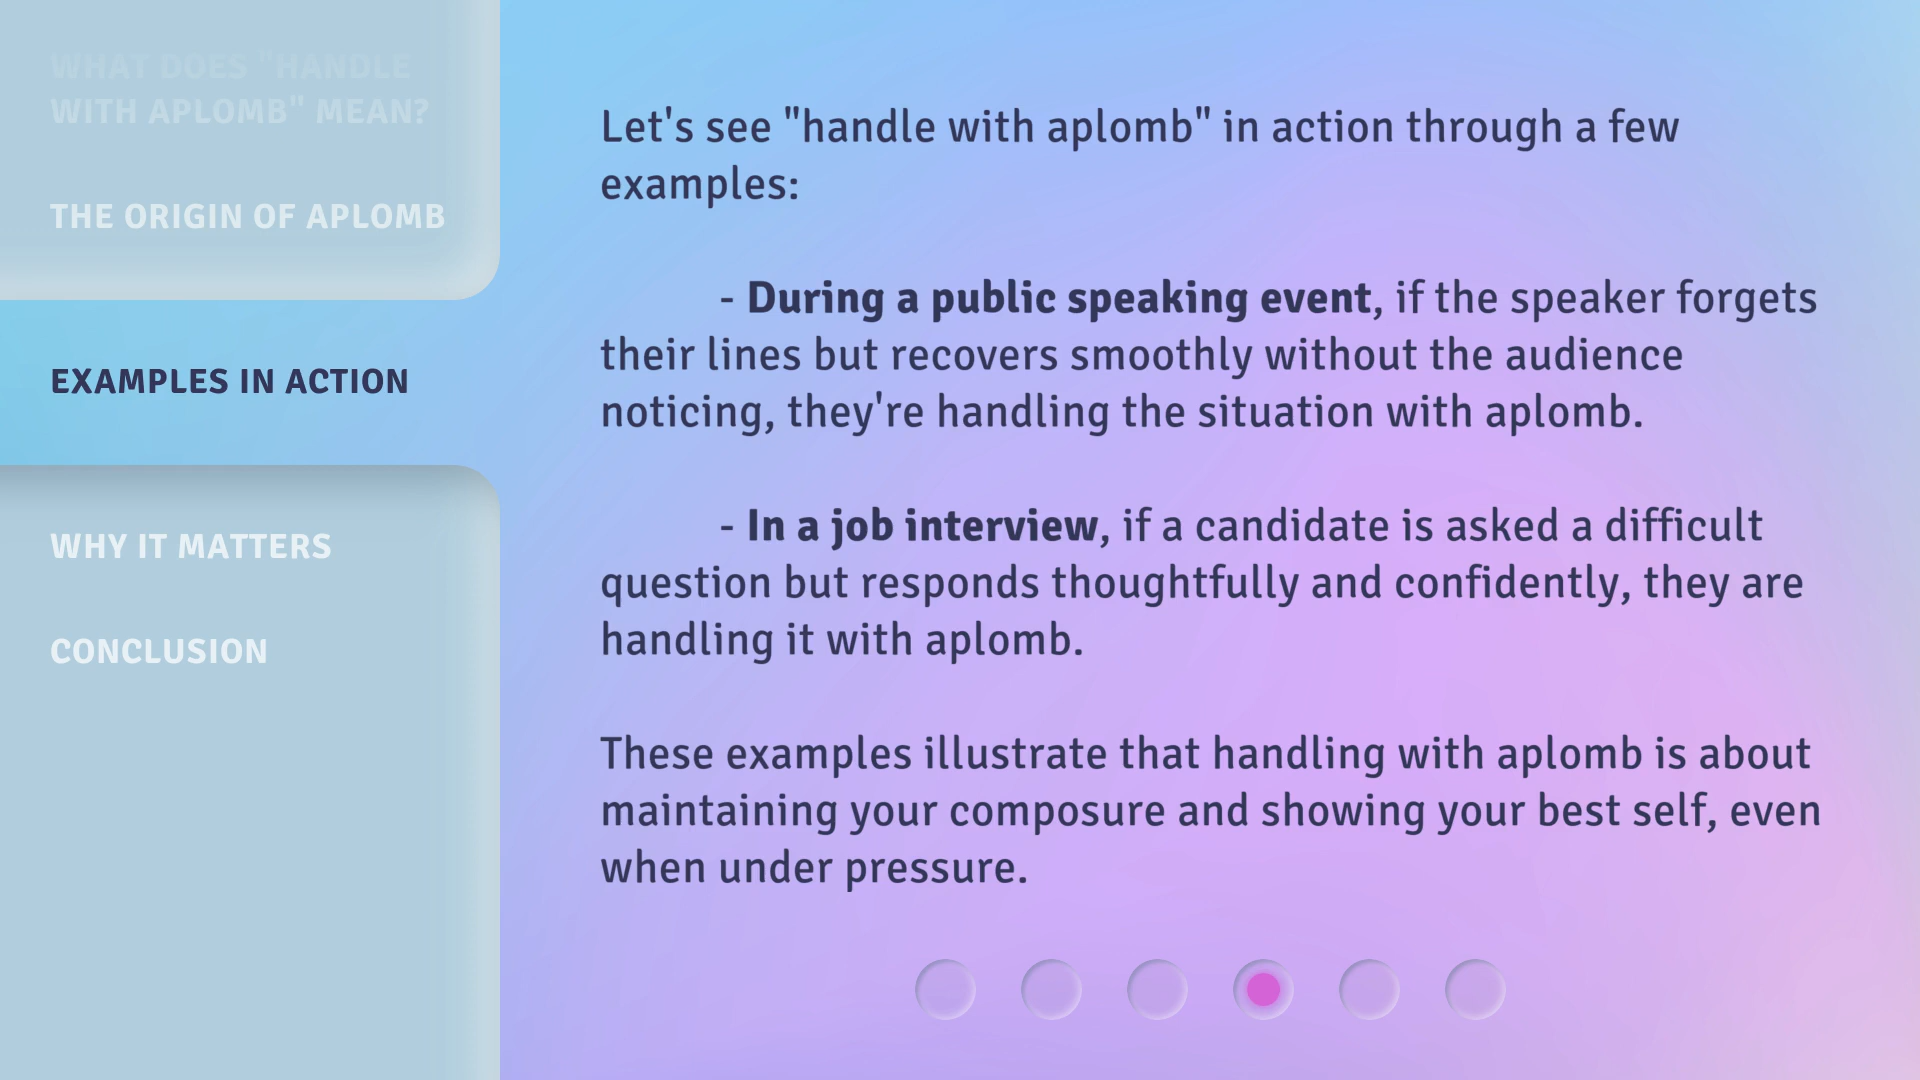 WHAT DOES "HANDLE
WITH APLOMB" MEAN?
THE ORIGIN OF APLOMB
EXAMPLES IN ACTION
WHY IT MATTERS
CONCLUSION
Let's see "handle with aplomb" in action through a few
examples:
- During a public speaking event, if the speaker forgets
their lines but recovers smoothly without the audience
noticing, they're handling the situation with aplomb.
- In a job interview, if a candidate is asked a difficult
question but responds thoughtfully and confidently, they are
handling it with aplomb.
These examples illustrate that handling with aplomb is about
maintaining your composure and showing your best self, even
when under pressure.